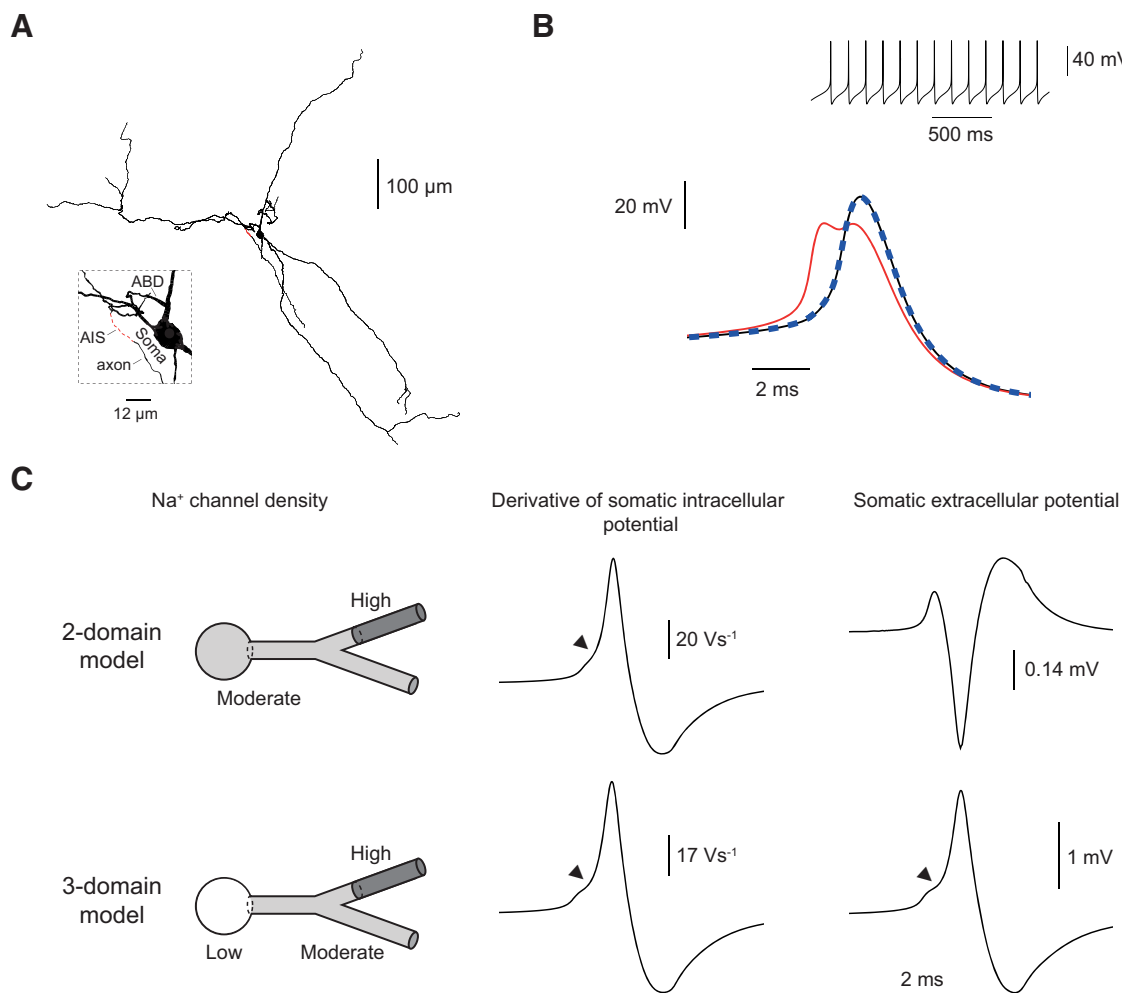 A
100 µm
ABD
AIS
Soma
axon
12 µm
B
40 mV
500 ms
20 mV
2 ms
C
Na⁺ channel density
Derivative of somatic intracellular
potential
Somatic extracellular potential
2-domain
model
High
Moderate
20 Vs⁻¹
0.14 mV
3-domain
model
High
Low
Moderate
17 Vs⁻¹
1 mV
2 ms